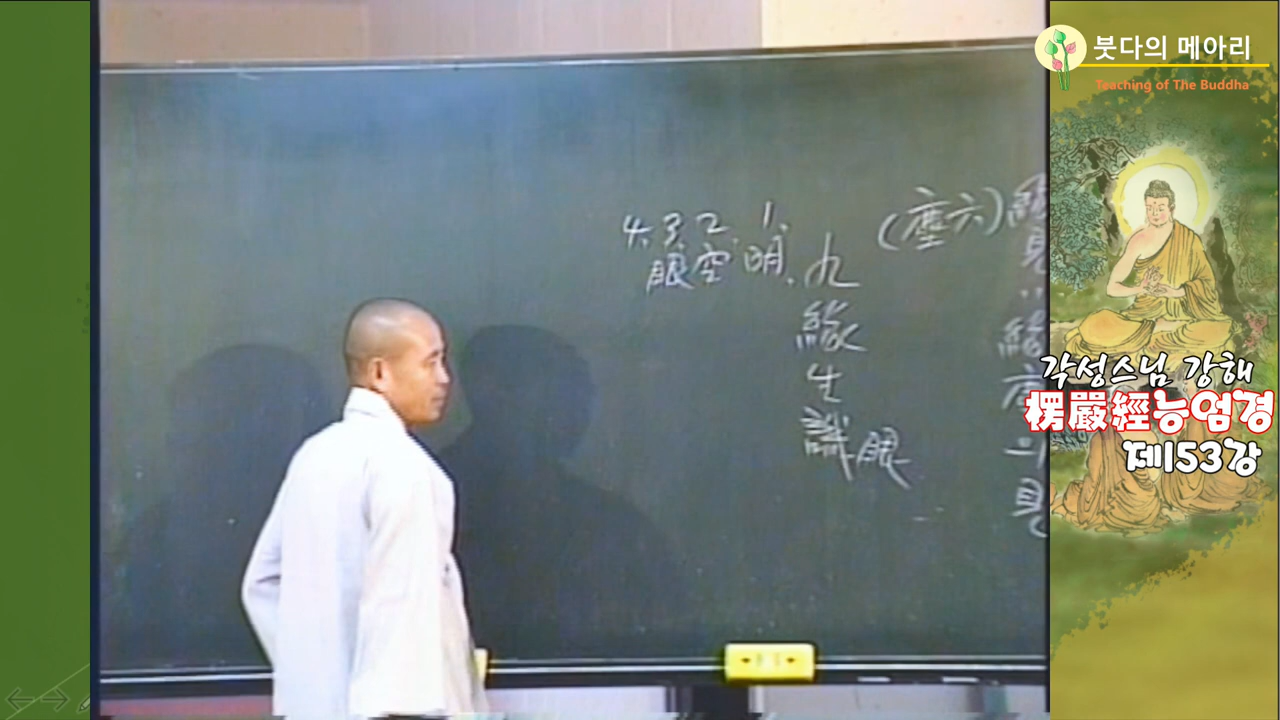 붓다의 메아리
Teaching of The Buddha
각성스님 강해
楞嚴經능엄경
제153강
(塵六)
九緣生識眼
1. 明
2. 空
3. 眼
4.